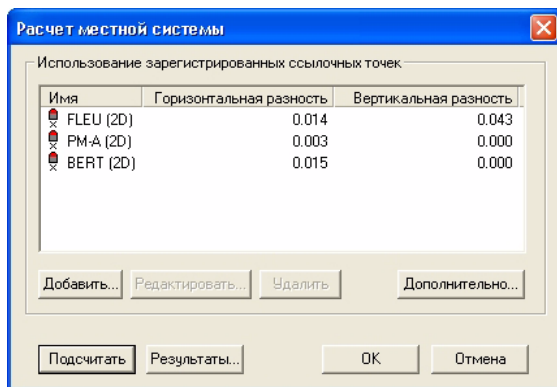 Расчет местной системы
Использование зарегистрированных ссылочных точек
Имя Горизонтальная разность Вертикальная разность
FLEU (2D) 0.014 0.043
PM-A (2D) 0.003 0.000
BERT (2D) 0.015 0.000
Добавить... Редактировать... Удалить Дополнительно...
Подсчитать Результаты... OK Отмена